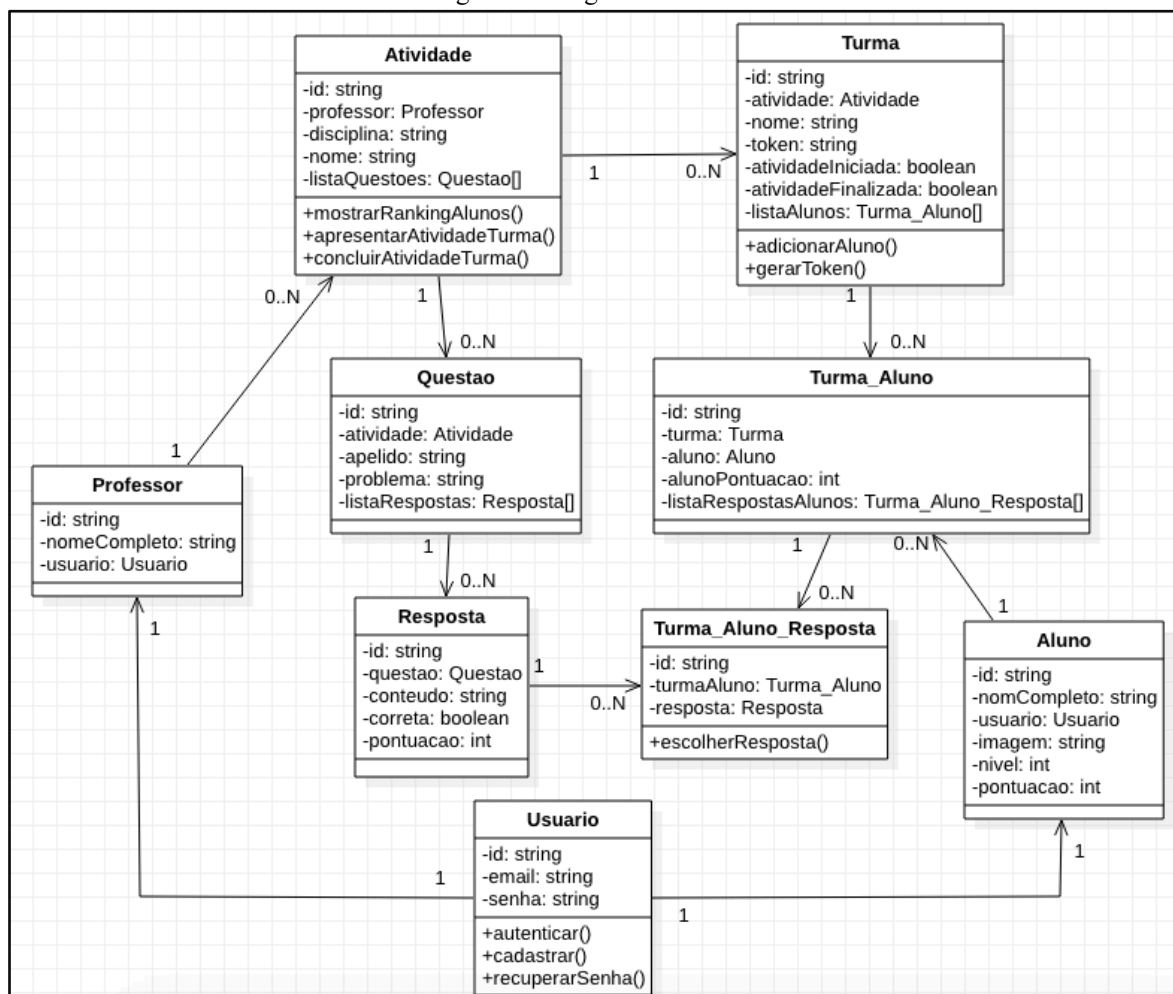 Atividade
-id: string
-professor: Professor
-disciplina: string
-nome: string
-listaQuestoes: Questao[]
+mostrarRankingAlunos()
+apresentarAtividadeTurma()
+concluirAtividadeTurma()
Turma
-id: string
-atividade: Atividade
-nome: string
-token: string
-atividadeIniciada: boolean
-atividadeFinalizada: boolean
-listaAlunos: Turma_Aluno[]
+adicionarAluno()
+gerarToken()
1
0..N
0..N
1
0..N
1
0..N
Questao
-id: string
-atividade: Atividade
-apelido: string
-problema: string
-listaRespostas: Resposta[]
Turma_Aluno
-id: string
-turma: Turma
-aluno: Aluno
-alunoPontuacao: int
-listaRespostasAlunos: Turma_Aluno_Resposta[]
1
Professor
-id: string
-nomeCompleto: string
-usuario: Usuario
1
0..N
1
0..N
0..N
1
Resposta
-id: string
-questao: Questao
-conteudo: string
-correta: boolean
-pontuacao: int
1
0..N
Turma_Aluno_Resposta
-id: string
-turmaAluno: Turma_Aluno
-resposta: Resposta
+escolherResposta()
Aluno
-id: string
-nomCompleto: string
-usuario: Usuario
-imagem: string
-nivel: int
-pontuacao: int
1
1
Usuario
-id: string
-email: string
-senha: string
+autenticar()
+cadastrar()
+recuperarSenha()
1
1